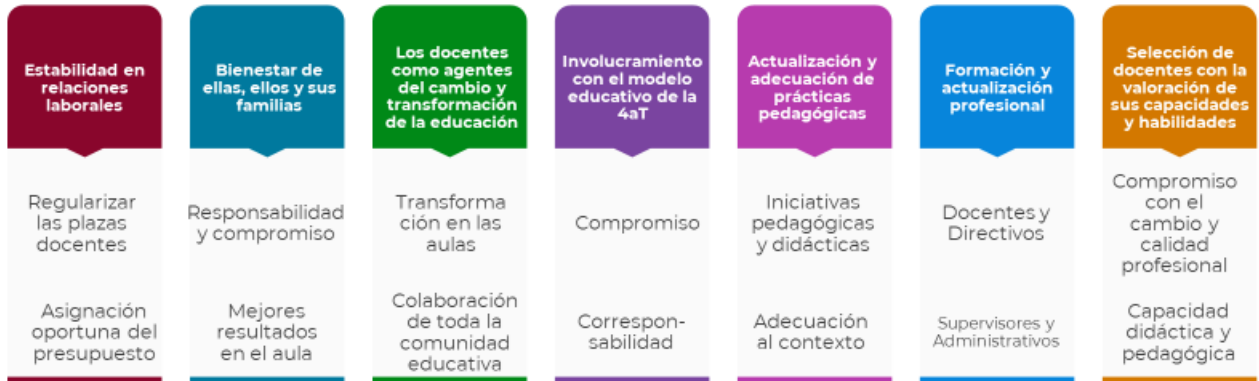 Estabilidad en
relaciones
laborales
Regularizar
las plazas
docentes
Asignación
oportuna del
presupuesto
Bienestar de
ellas, ellos y sus
familias
Responsabilidad
y compromiso
Mejores
resultados
en el aula
Los docentes
como agentes
del cambio y
transformación
de la educación
Transforma
ción en las
aulas
Colaboración
de toda la
comunidad
educativa
Involucramiento
con el modelo
educativo de la
4aT
Compromiso
Correspon-
sabilidad
Actualización y
adecuación de
prácticas
pedagógicas
Iniciativas
pedagógicas
y didácticas
Adecuación
al contexto
Formación y
actualización
profesional
Docentes y
Directivos
Supervisores y
Administrativos
Selección de
docentes con la
valoración de
sus capacidades
y habilidades
Compromiso
con el
cambio y
calidad
profesional
Capacidad
didáctica y
pedagógica